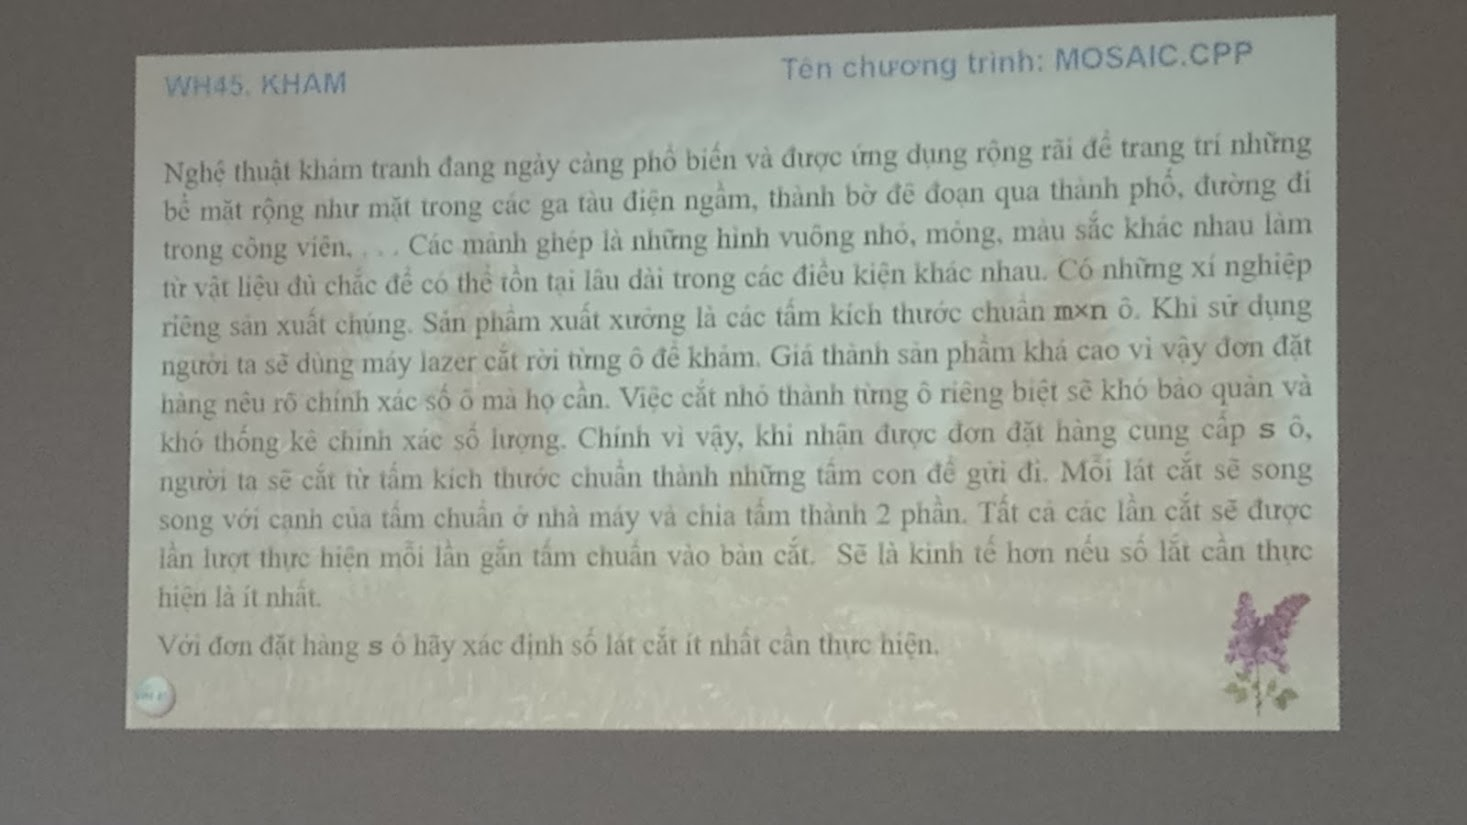 WH45. KHẢM
Tên chương trình: MOSAIC.CPP
Nghệ thuật khảm tranh đang ngày càng phổ biến và được ứng dụng rộng rãi để trang trí những
bề mặt rộng như mặt trong các ga tàu điện ngầm, thành bờ đê đoạn qua thành phố, đường đi
trong công viên, . . . Các mảnh ghép là những hình vuông nhỏ, mỏng, màu sắc khác nhau làm
từ vật liệu đủ chắc để có thể tồn tại lâu dài trong các điều kiện khác nhau. Có những xí nghiệp
riêng sản xuất chúng. Sản phẩm xuất xưởng là các tấm kích thước chuẩn m×n ô. Khi sử dụng
người ta sẽ dùng máy lazer cắt rời từng ô để khảm. Giá thành sản phẩm khá cao vì vậy đơn đặt
hàng nêu rõ chính xác số ô mà họ cần. Việc cắt nhỏ thành từng ô riêng biệt sẽ khó bảo quản và
khó thống kê chính xác số lượng. Chính vì vậy, khi nhận được đơn đặt hàng cung cấp s ô,
người ta sẽ cắt từ tấm kích thước chuẩn thành những tấm con để gửi đi. Mỗi lát cắt sẽ song
song với cạnh của tấm chuẩn ở nhà máy và chia tấm thành 2 phần. Tất cả các lần cắt sẽ được
lần lượt thực hiện mỗi lần gắn tấm chuẩn vào bàn cắt. Sẽ là kinh tế hơn nếu số lắt cần thực
hiện là ít nhất.
Với đơn đặt hàng s ô hãy xác định số lát cắt ít nhất cần thực hiện.